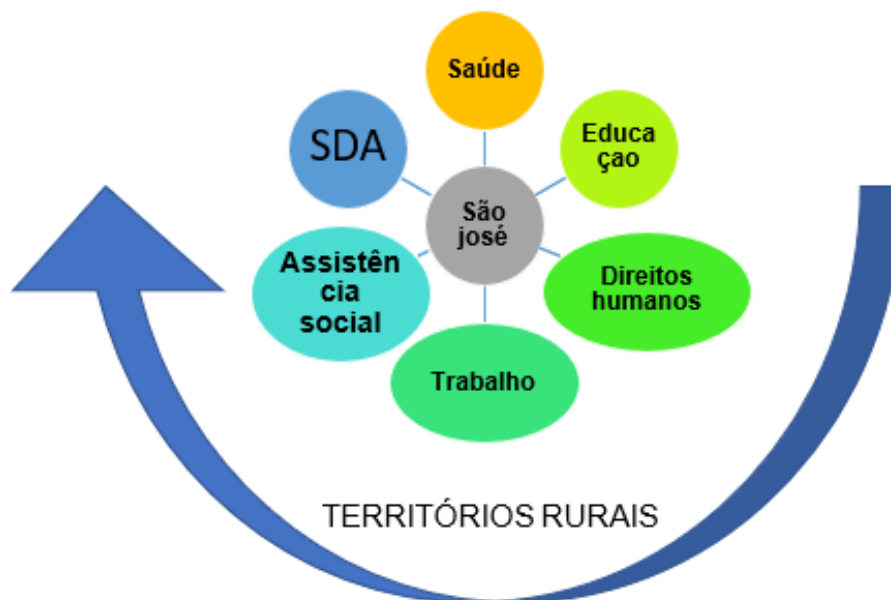 Saúde
SDA
Educa
çao
São
josé
Assistên
cia
social
Direitos
humanos
Trabalho
TERRITÓRIOS RURAIS